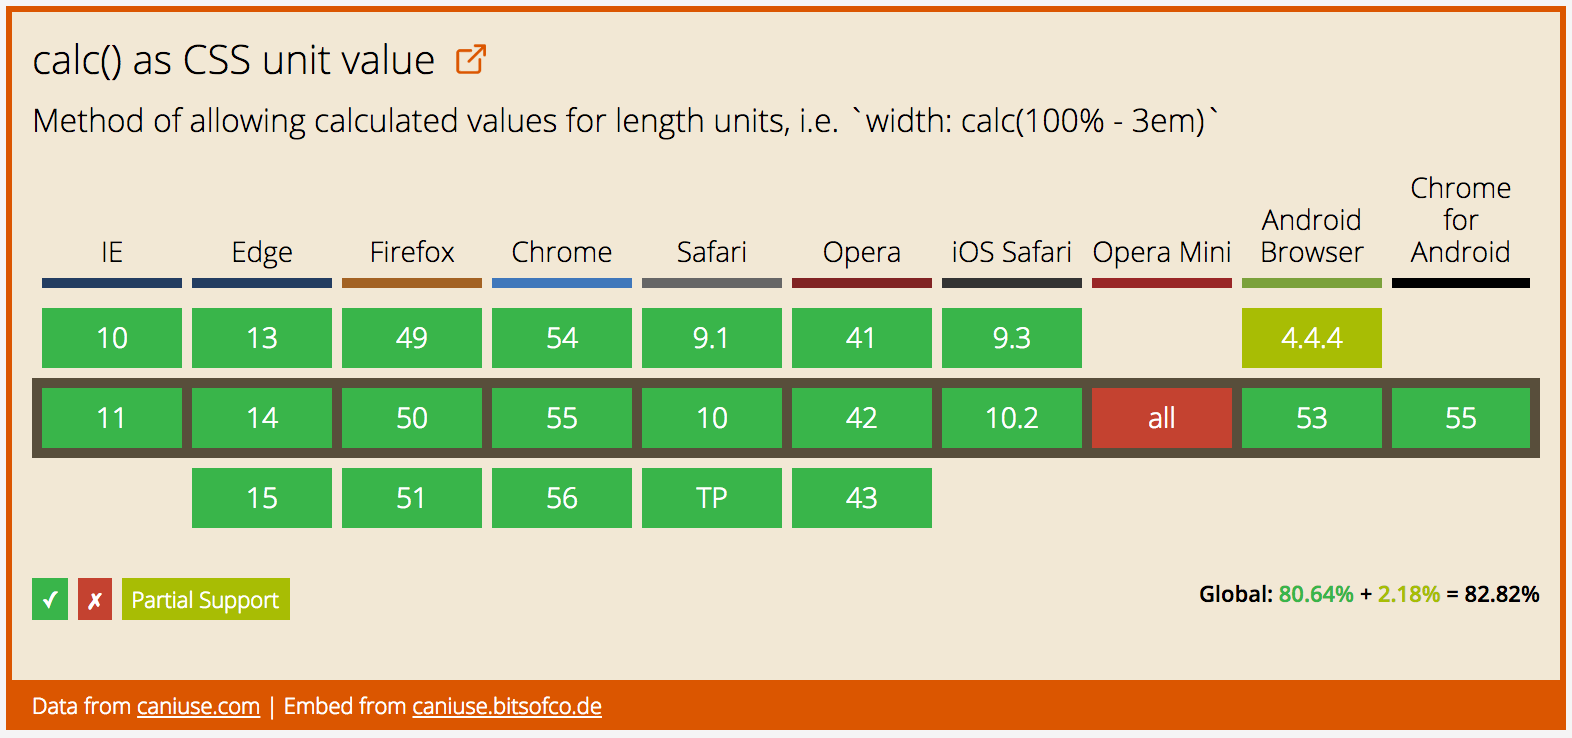 calc() as CSS unit value
Method of allowing calculated values for length units, i.e. `width: calc(100% - 3em)`
IE Edge Firefox Chrome Safari Opera iOS Safari Opera Mini Android Browser Chrome for Android
10 13 49 54 9.1 41 9.3 4.4.4
11 14 50 55 10 42 10.2 all 53 55
15 51 56 TP 43
✓ ✗ Partial Support
Global: 80.64% + 2.18% = 82.82%
Data from caniuse.com | Embed from caniuse.bitsofco.de